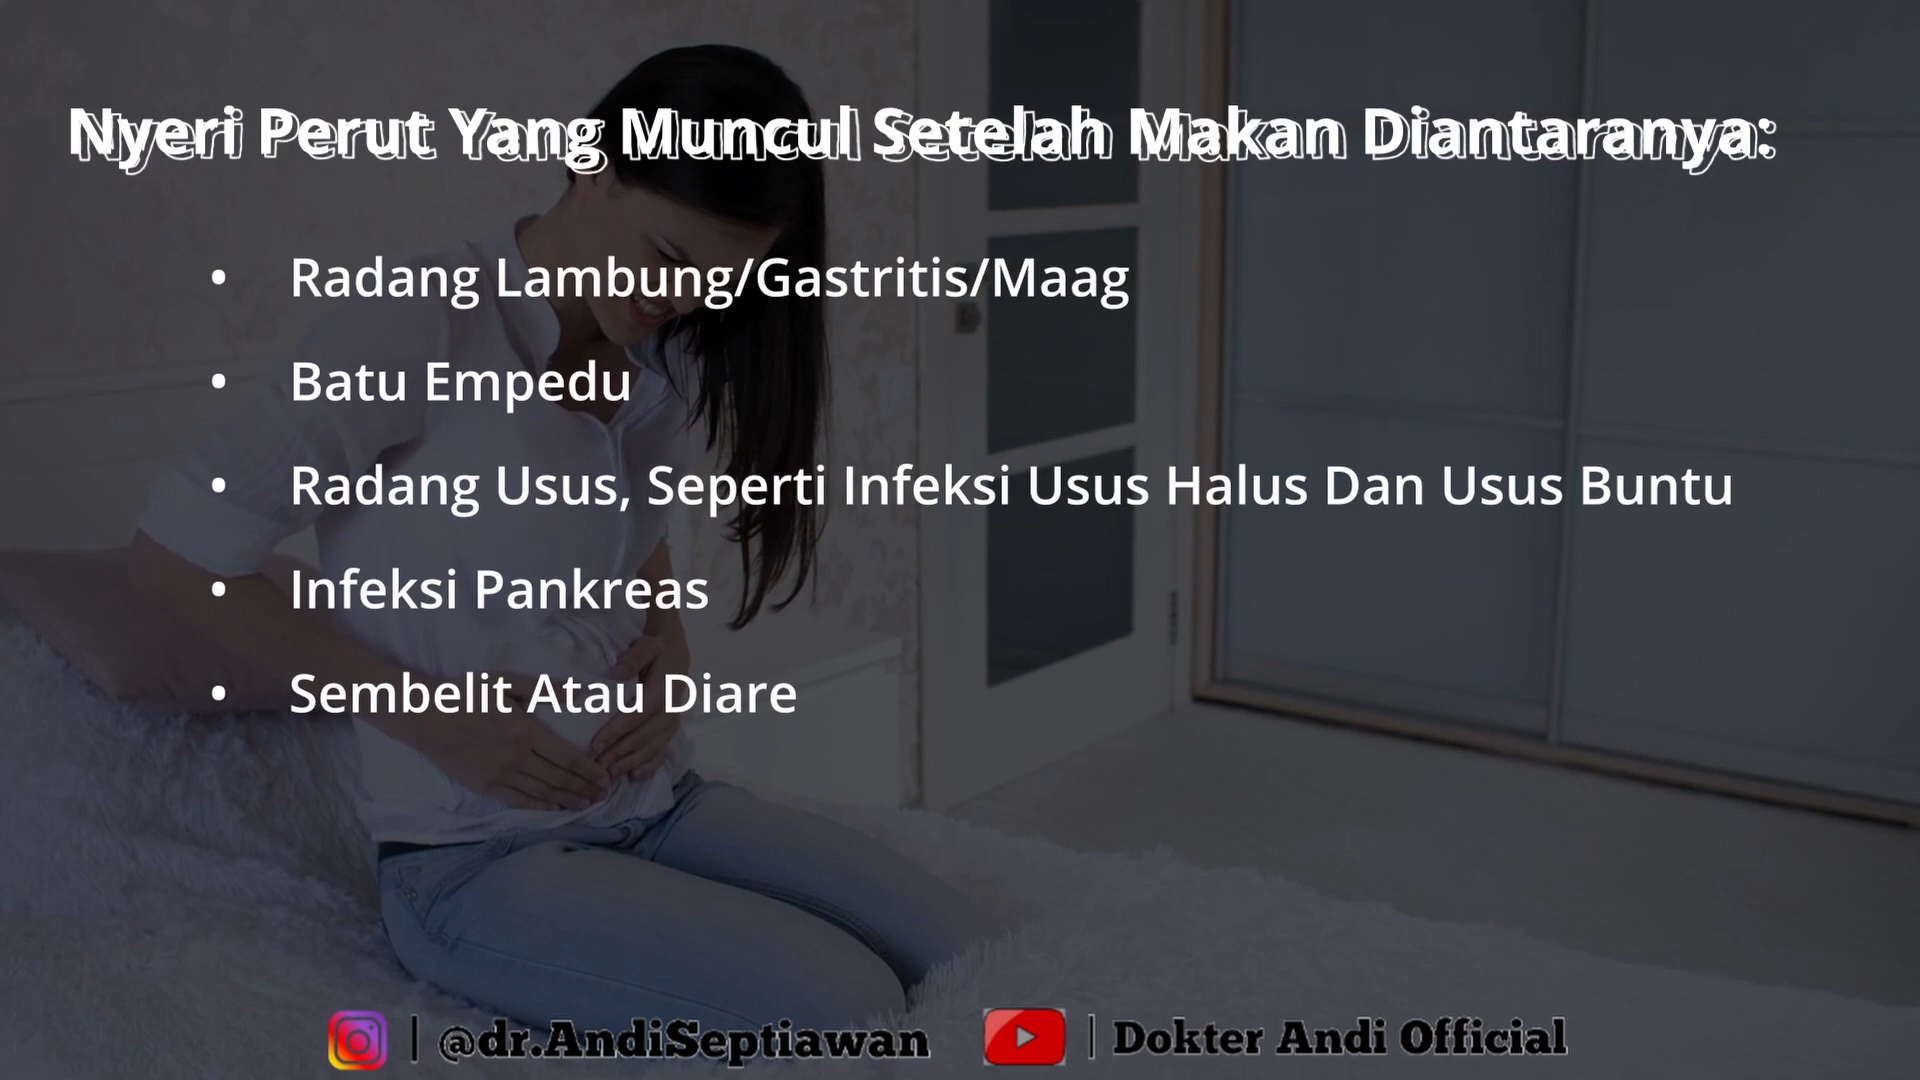 Nyeri Perut Yang Muncul Setelah Makan Diantaranya:
• Radang Lambung/Gastritis/Maag
• Batu Empedu
• Radang Usus, Seperti Infeksi Usus Halus Dan Usus Buntu
• Infeksi Pankreas
• Sembelit Atau Diare
| @dr.AndiSeptiawan | Dokter Andi Official